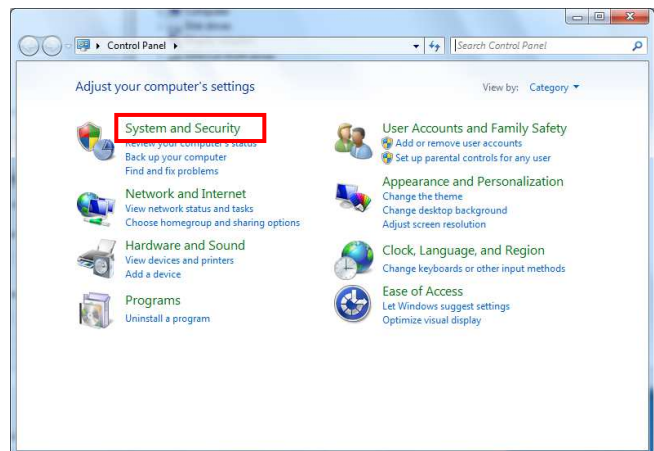 Control Panel
Search Control Panel
Adjust your computer's settings
View by: Category
System and Security
Review your computer's status
Back up your computer
Find and fix problems
Network and Internet
View network status and tasks
Choose homegroup and sharing options
Hardware and Sound
View devices and printers
Add a device
Programs
Uninstall a program
User Accounts and Family Safety
Add or remove user accounts
Set up parental controls for any user
Appearance and Personalization
Change the theme
Change desktop background
Adjust screen resolution
Clock, Language, and Region
Change keyboards or other input methods
Ease of Access
Let Windows suggest settings
Optimize visual display